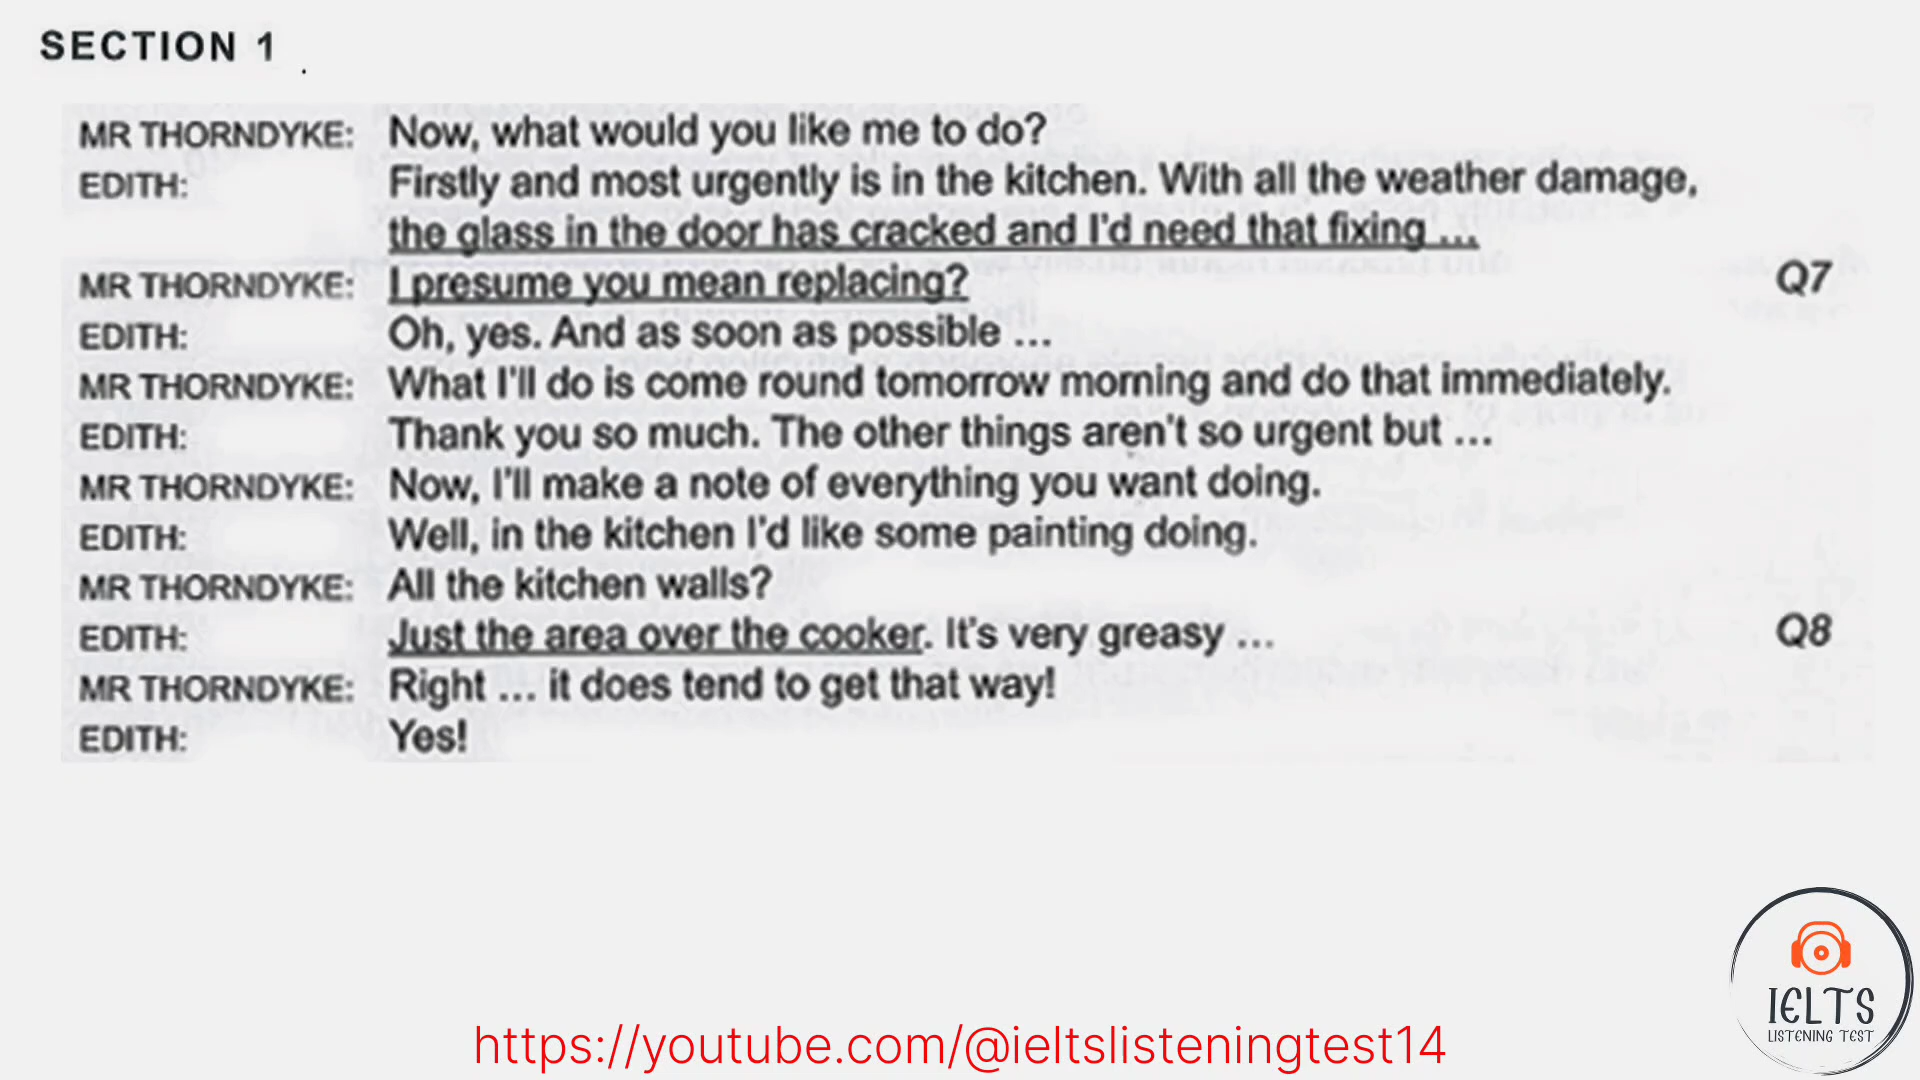 SECTION 1
MR THORNDYKE: Now, what would you like me to do?
EDITH: Firstly and most urgently is in the kitchen. With all the weather damage,
the glass in the door has cracked and I'd need that fixing ...
MR THORNDYKE: I presume you mean replacing? Q7
EDITH: Oh, yes. And as soon as possible ...
MR THORNDYKE: What I'll do is come round tomorrow morning and do that immediately.
EDITH: Thank you so much. The other things aren't so urgent but ...
MR THORNDYKE: Now, I'll make a note of everything you want doing.
EDITH: Well, in the kitchen I'd like some painting doing.
MR THORNDYKE: All the kitchen walls?
EDITH: Just the area over the cooker. It's very greasy ... Q8
MR THORNDYKE: Right ... it does tend to get that way!
EDITH: Yes!
IELTS
LISTENING TEST
https://youtube.com/@ieltslisteningtest14